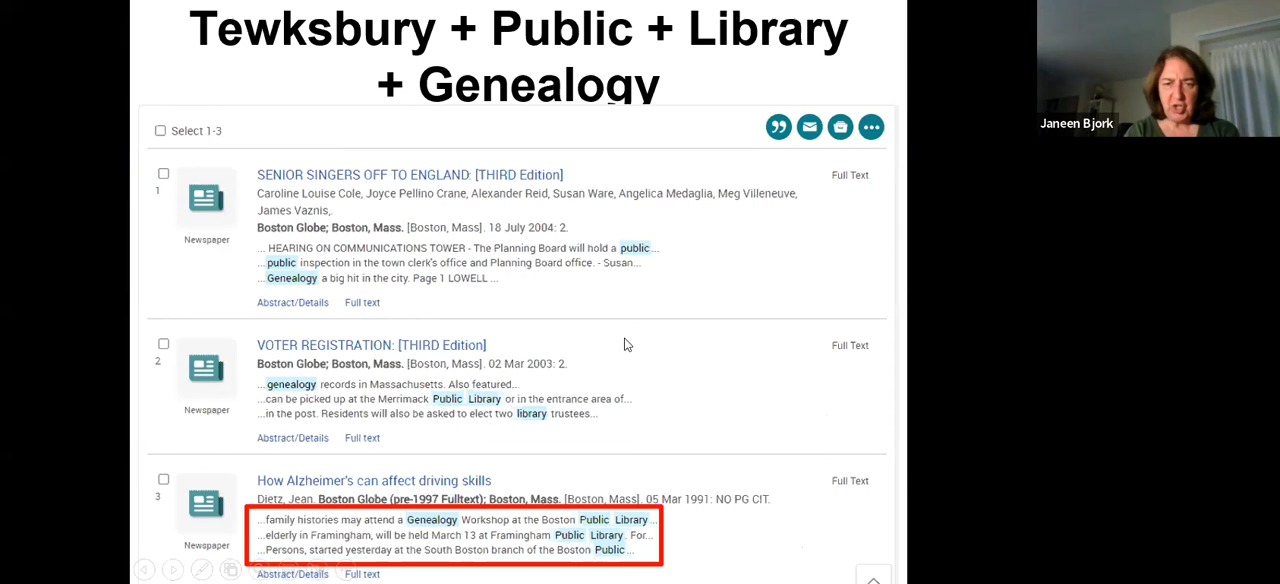 Tewksbury + Public + Library
+ Genealogy
Janeen Bjork
Select 1-3
1
SENIOR SINGERS OFF TO ENGLAND: [THIRD Edition]
Full Text
Caroline Louise Cole, Joyce Pellino Crane, Alexander Reid, Susan Ware, Angelica Medaglia, Meg Villeneuve,
James Vaznis,.
Boston Globe; Boston, Mass. [Boston, Mass]. 18 July 2004: 2.
Newspaper
... HEARING ON COMMUNICATIONS TOWER - The Planning Board will hold a public...
...public inspection in the town clerk's office and Planning Board office. - Susan...
...Genealogy a big hit in the city. Page 1 LOWELL ...
Abstract/Details Full text
2
VOTER REGISTRATION: [THIRD Edition]
Full Text
Boston Globe; Boston, Mass. [Boston, Mass]. 02 Mar 2003: 2.
...genealogy records in Massachusetts. Also featured...
...can be picked up at the Merrimack Public Library or in the entrance area of...
Newspaper
...in the post. Residents will also be asked to elect two library trustees...
Abstract/Details Full text
3
How Alzheimer's can affect driving skills
Full Text
Dietz, Jean. Boston Globe (pre-1997 Fulltext); Boston, Mass. [Boston, Mass]. 05 Mar 1991: NO PG CIT.
...family histories may attend a Genealogy Workshop at the Boston Public Library...
...elderly in Framingham, will be held March 13 at Framingham Public Library. For...
Newspaper
...Persons, started yesterday at the South Boston branch of the Boston Public...
Abstract/Details Full text